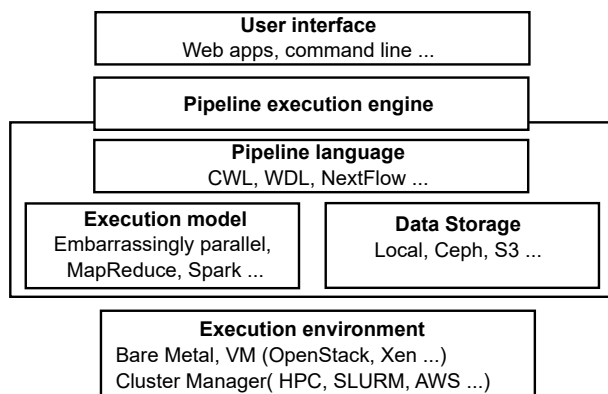 User interface
Web apps, command line ...
Pipeline execution engine
Pipeline language
CWL, WDL, NextFlow ...
Execution model
Embarrassingly parallel,
MapReduce, Spark ...
Data Storage
Local, Ceph, S3 ...
Execution environment
Bare Metal, VM (OpenStack, Xen ...)
Cluster Manager( HPC, SLURM, AWS ...)